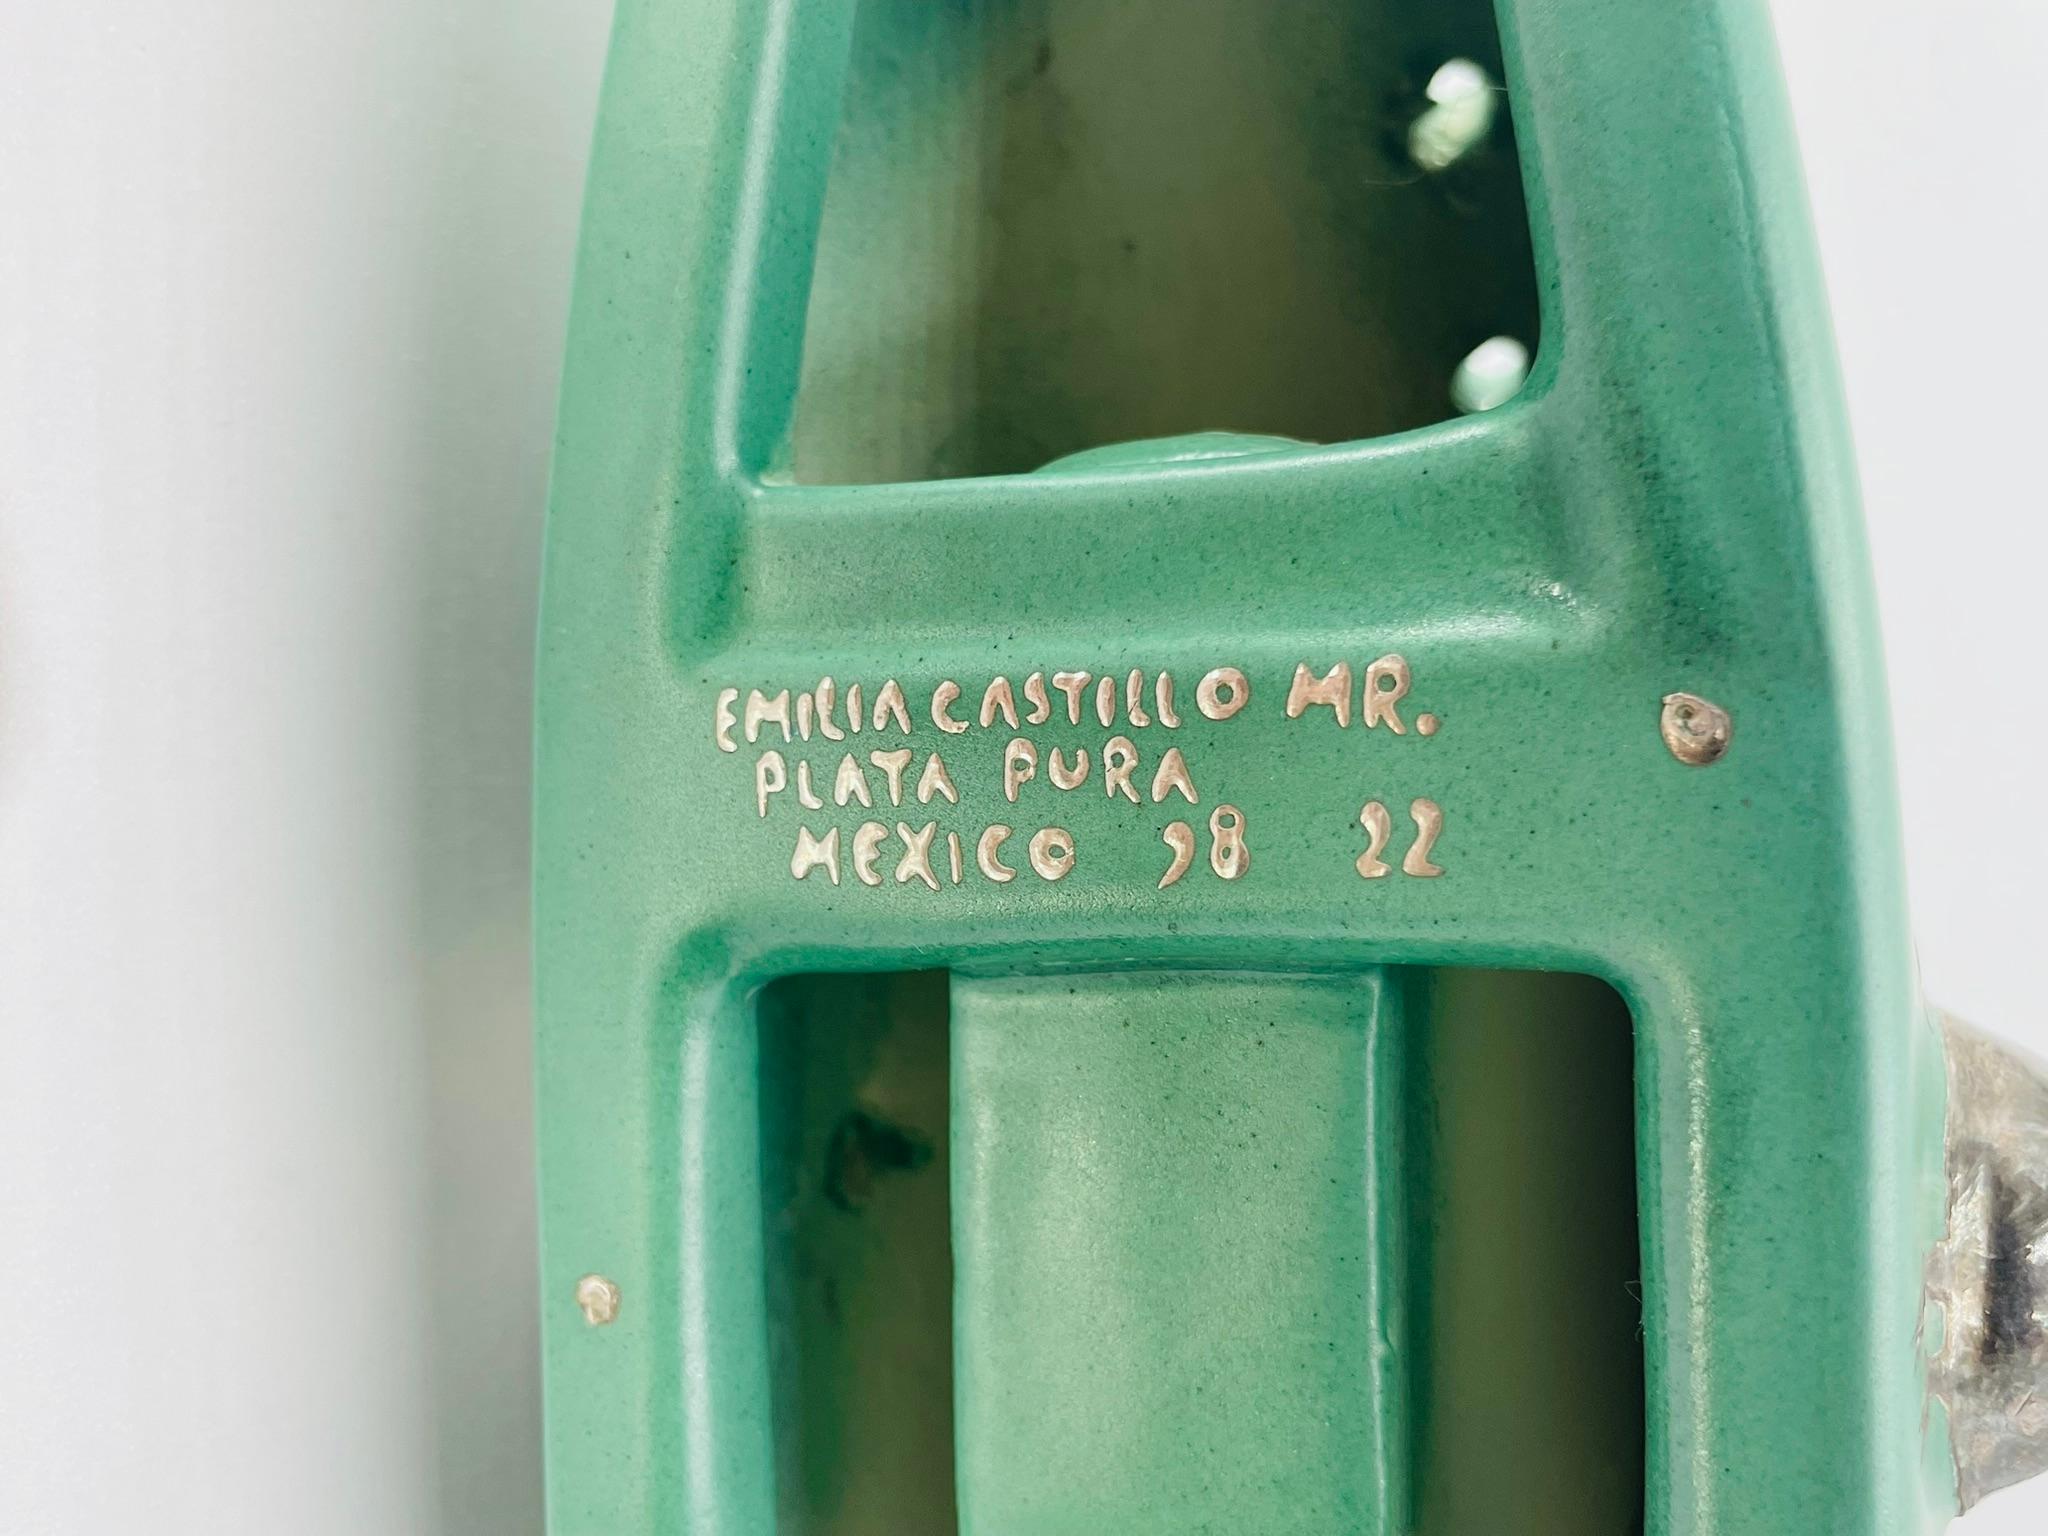 EMILIA CASTILLO MR.
PLATA PURA
MEXICO 98 22